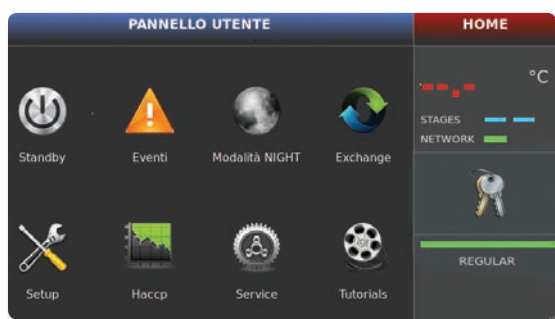 PANNELLO UTENTE
HOME
Standby
Eventi
Modalità NIGHT
Exchange
°C
STAGES
NETWORK
Setup
Haccp
Service
Tutorials
REGULAR